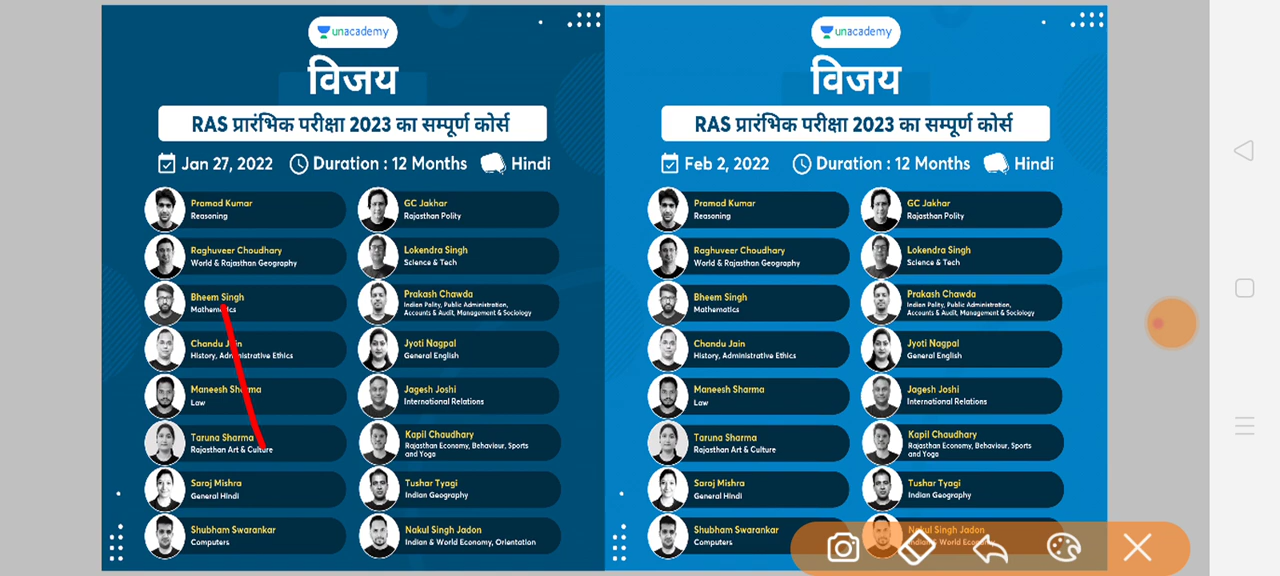 unacademy
विजय
RAS प्रारंभिक परीक्षा 2023 का सम्पूर्ण कोर्स
Jan 27, 2022 Duration : 12 Months Hindi
Pramod Kumar
Reasoning
GC Jakhar
Rajasthan Polity
Raghuveer Choudhary
World & Rajasthan Geography
Lokendra Singh
Science & Tech
Bheem Singh
Mathematics
Prakash Chawda
Indian Polity, Public Administration,
Accounts & Audit, Management & Sociology
Chandu Jain
History, Administrative Ethics
Jyoti Nagpal
General English
Maneesh Sharma
Law
Jagesh Joshi
International Relations
Taruna Sharma
Rajasthan Art & Culture
Kapil Chaudhary
Rajasthan Economy, Behaviour, Sports
and Yoga
Saroj Mishra
General Hindi
Tushar Tyagi
Indian Geography
Shubham Swarankar
Computers
Nakul Singh Jadon
Indian & World Economy, Orientation
unacademy
विजय
RAS प्रारंभिक परीक्षा 2023 का सम्पूर्ण कोर्स
Feb 2, 2022 Duration : 12 Months Hindi
Pramod Kumar
Reasoning
GC Jakhar
Rajasthan Polity
Raghuveer Choudhary
World & Rajasthan Geography
Lokendra Singh
Science & Tech
Bheem Singh
Mathematics
Prakash Chawda
Indian Polity, Public Administration,
Accounts & Audit, Management & Sociology
Chandu Jain
History, Administrative Ethics
Jyoti Nagpal
General English
Maneesh Sharma
Law
Jagesh Joshi
International Relations
Taruna Sharma
Rajasthan Art & Culture
Kapil Chaudhary
Rajasthan Economy, Behaviour, Sports
and Yoga
Saroj Mishra
General Hindi
Tushar Tyagi
Indian Geography
Shubham Swarankar
Computers
Nakul Singh Jadon
Indian & World